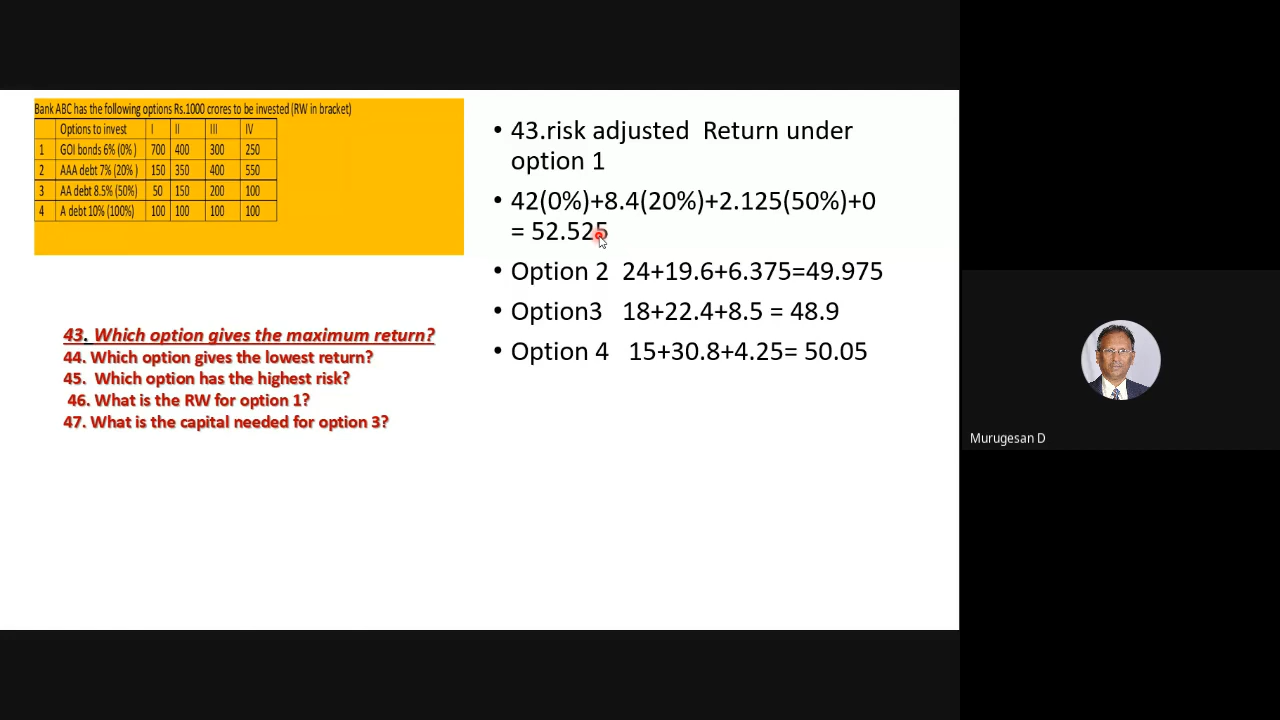 Bank ABC has the following options Rs.1000 crores to be invested (RW in bracket)
Options to invest I II III IV
1 GOI bonds 6% (0% ) 700 400 300 250
2 AAA debt 7% (20% ) 150 350 400 550
3 AA debt 8.5% (50%) 50 150 200 100
4 A debt 10% (100%) 100 100 100 100
43. Which option gives the maximum return?
44. Which option gives the lowest return?
45. Which option has the highest risk?
46. What is the RW for option 1?
47. What is the capital needed for option 3?
• 43.risk adjusted Return under
option 1
• 42(0%)+8.4(20%)+2.125(50%)+0
= 52.525
• Option 2 24+19.6+6.375=49.975
• Option3 18+22.4+8.5 = 48.9
• Option 4 15+30.8+4.25= 50.05
Murugesan D